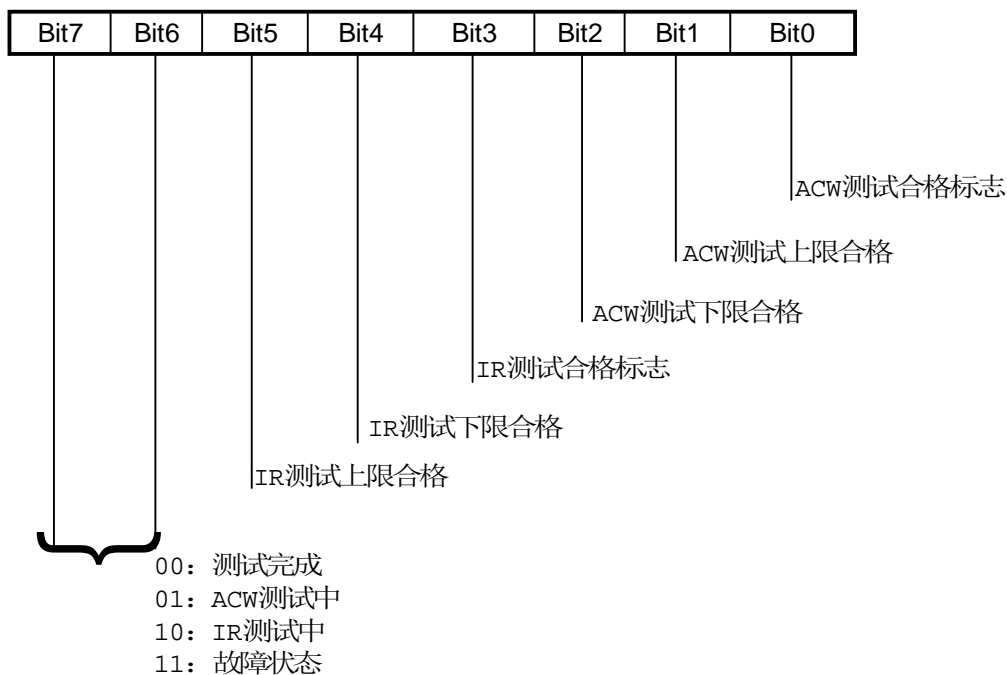 Bit7 Bit6 Bit5 Bit4 Bit3 Bit2 Bit1 Bit0
ACW测试合格标志
ACW测试上限合格
ACW测试下限合格
IR测试合格标志
IR测试下限合格
IR测试上限合格
00：测试完成
01：ACW测试中
10：IR测试中
11：故障状态